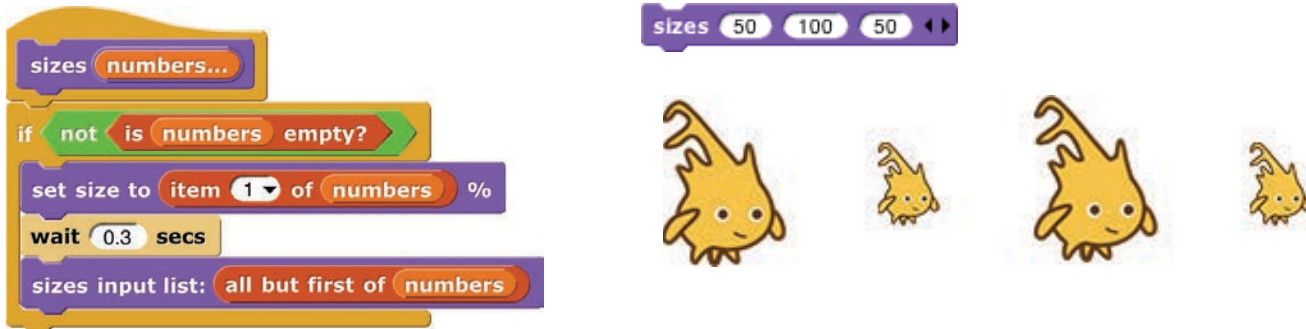 sizes numbers...
if not is numbers empty?
set size to item 1 of numbers %
wait 0.3 secs
sizes input list: all but first of numbers
sizes 50 100 50